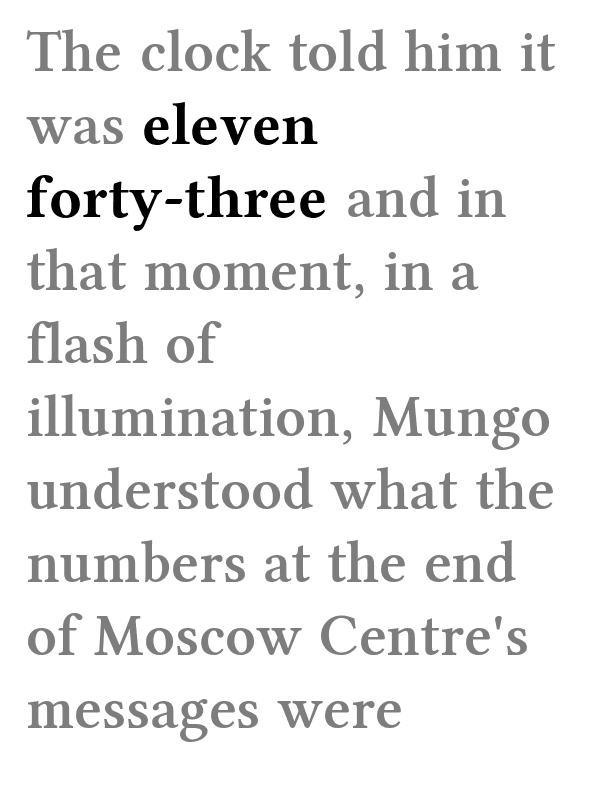 The clock told him it
was eleven
forty-three and in
that moment, in a
flash of
illumination, Mungo
understood what the
numbers at the end
of Moscow Centre's
messages were